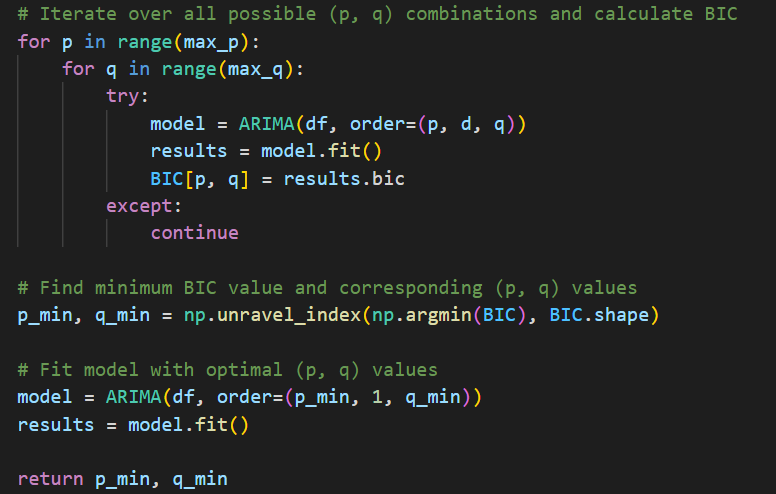 # Iterate over all possible (p, q) combinations and calculate BIC
for p in range(max_p):
    for q in range(max_q):
        try:
            model = ARIMA(df, order=(p, d, q))
            results = model.fit()
            BIC[p, q] = results.bic
        except:
            continue

# Find minimum BIC value and corresponding (p, q) values
p_min, q_min = np.unravel_index(np.argmin(BIC), BIC.shape)

# Fit model with optimal (p, q) values
model = ARIMA(df, order=(p_min, 1, q_min))
results = model.fit()

return p_min, q_min